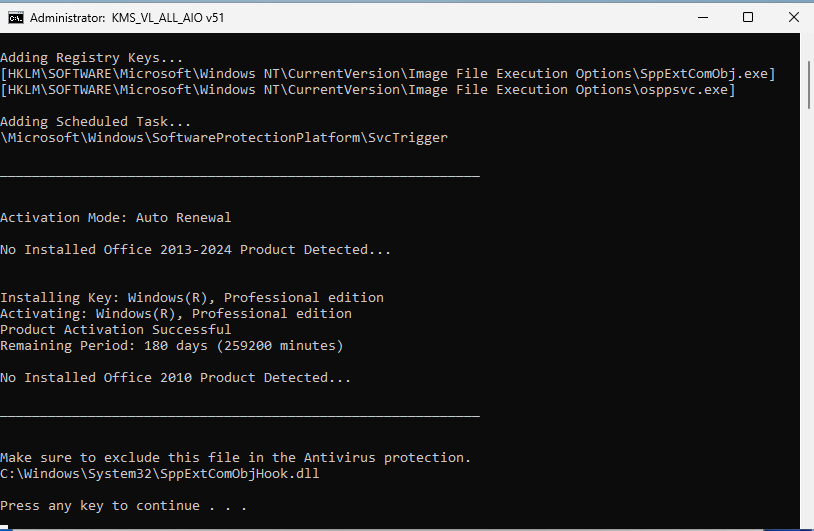 Administrator: KMS_VL_ALL_AIO v51
Adding Registry Keys...
[HKLM\SOFTWARE\Microsoft\Windows NT\CurrentVersion\Image File Execution Options\SppExtComObj.exe]
[HKLM\SOFTWARE\Microsoft\Windows NT\CurrentVersion\Image File Execution Options\osppsvc.exe]
Adding Scheduled Task...
\Microsoft\Windows\SoftwareProtectionPlatform\SvcTrigger
____________________________________________________________
Activation Mode: Auto Renewal
No Installed Office 2013-2024 Product Detected...
Installing Key: Windows(R), Professional edition
Activating: Windows(R), Professional edition
Product Activation Successful
Remaining Period: 180 days (259200 minutes)
No Installed Office 2010 Product Detected...
____________________________________________________________
Make sure to exclude this file in the Antivirus protection.
C:\Windows\System32\SppExtComObjHook.dll
Press any key to continue . . .